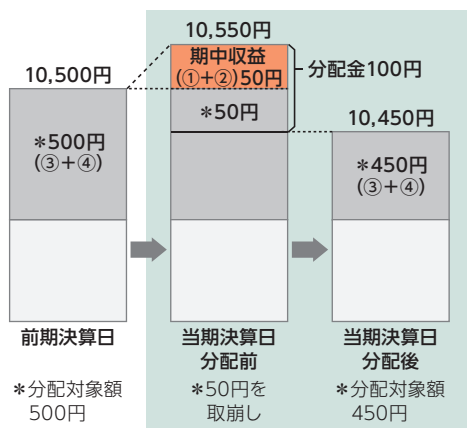 10,500円
＊500円
(③＋④)
前期決算日
＊分配対象額
500円
10,550円
期中収益
(①＋②)50円
＊50円
分配金100円
当期決算日
分配前
＊50円を
取崩し
10,450円
＊450円
(③＋④)
当期決算日
分配後
＊分配対象額
450円